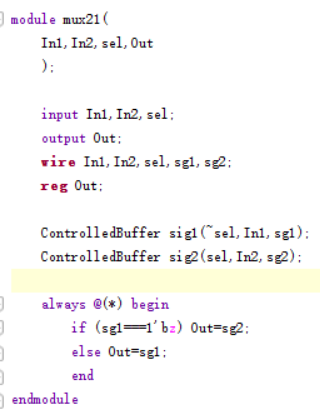 module mux21(
In1, In2, sel,Out
);
input In1, In2, sel;
output Out;
wire In1, In2, sel, sg1, sg2;
reg Out;
ControlledBuffer sig1(~sel, In1, sg1);
ControlledBuffer sig2(sel, In2, sg2);
always @(*) begin
if (sg1===1'bz) Out=sg2;
else Out=sg1;
end
endmodule